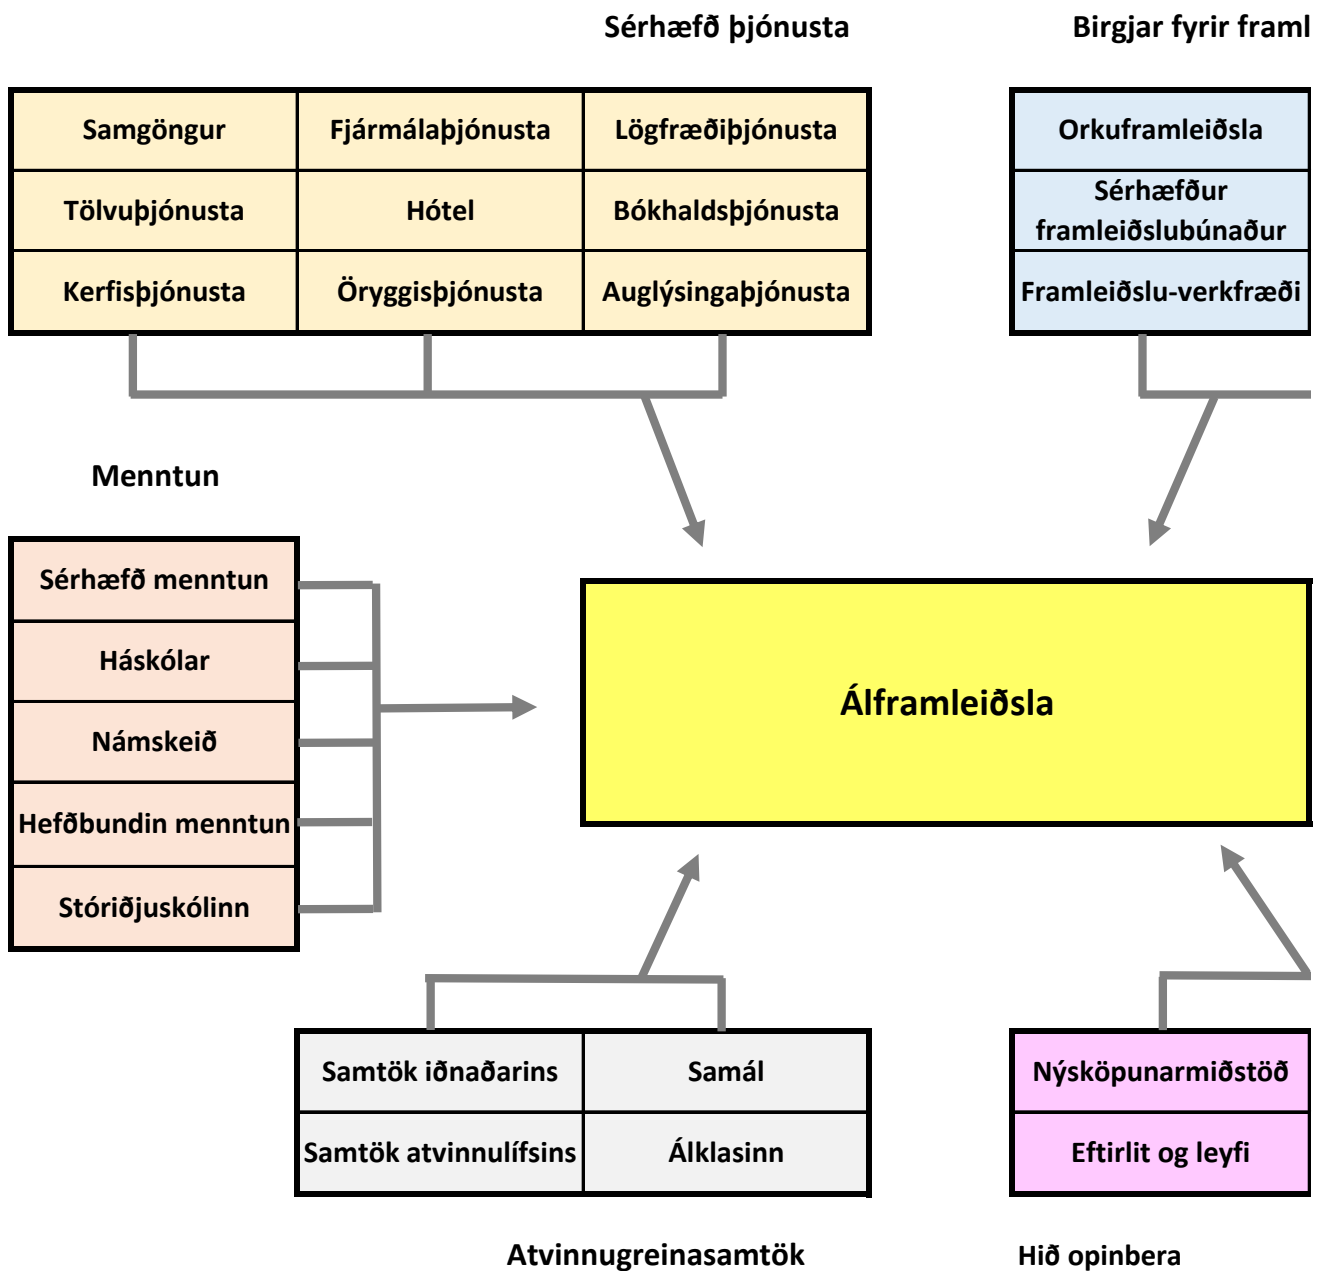 Sérhæfð þjónusta
Birgjar fyrir framl
Samgöngur
Fjármálaþjónusta
Lögfræðiþjónusta
Orkuframleiðsla
Tölvuþjónusta
Hótel
Bókhaldsþjónusta
Sérhæfður
framleiðslubúnaður
Kerfisþjónusta
Öryggisþjónusta
Auglýsingaþjónusta
Framleiðslu-verkfræði
Menntun
Sérhæfð menntun
Háskólar
Námskeið
Hefðbundin menntun
Stóriðjuskólinn
Álframleiðsla
Samtök iðnaðarins
Samál
Nýsköpunarmiðstöð
Samtök atvinnulífsins
Álklasinn
Eftirlit og leyfi
Atvinnugreinasamtök
Hið opinbera